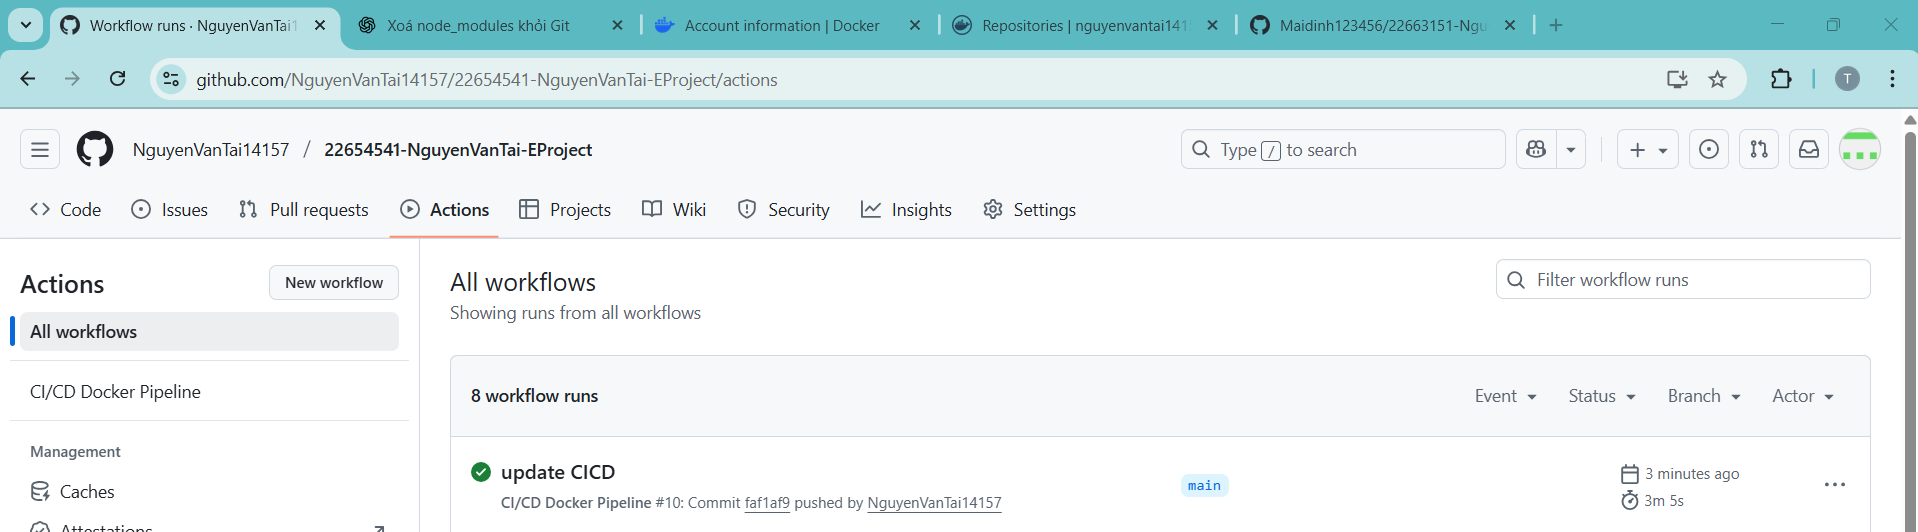 Workflow runs · NguyenVanTai1
Xoá node_modules khỏi Git
Account information | Docker
Repositories | nguyenvantai1415
Maidinh123456/22663151-Ngu
github.com/NguyenVanTai14157/22654541-NguyenVanTai-EProject/actions
T
NguyenVanTai14157 / 22654541-NguyenVanTai-EProject
Type / to search
Code
Issues
Pull requests
Actions
Projects
Wiki
Security
Insights
Settings
Actions
New workflow
All workflows
CI/CD Docker Pipeline
Management
Caches
Attestations
All workflows
Showing runs from all workflows
Filter workflow runs
8 workflow runs
Event
Status
Branch
Actor
update CICD
CI/CD Docker Pipeline #10: Commit faf1af9 pushed by NguyenVanTai14157
main
3 minutes ago
3m 5s